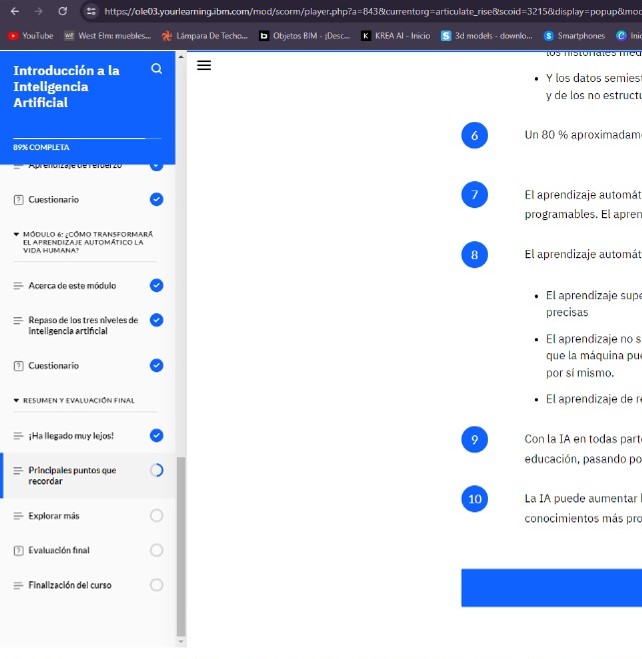 https://ole03.yourlearning.ibm.com/mod/scorm/player.php?a=843&currentorg=articulate_rise&scoid=3215&display=popup&mod
YouTube
West Elm: muebles...
Lámpara De Techo...
Objetos BIM - ¡Desc...
KREA AI - Inicio
3d models - downlo...
Smartphones
Inic
Introducción a la
Inteligencia
Artificial
89% COMPLETA
Aprendizaje de refuerzo
Cuestionario
MÓDULO 6: ¿CÓMO TRANSFORMARÁ
EL APRENDIZAJE AUTOMÁTICO LA
VIDA HUMANA?
Acerca de este módulo
Repaso de los tres niveles de
inteligencia artificial
Cuestionario
RESUMEN Y EVALUACIÓN FINAL
¡Ha llegado muy lejos!
Principales puntos que
recordar
Explorar más
Evaluación final
Finalización del curso
los historiales méd
Y los datos semiest
y de los no estructu
6 Un 80 % aproximadame
7 El aprendizaje automát
programables. El apren
8 El aprendizaje automát
El aprendizaje supe
precisas
El aprendizaje no s
que la máquina pue
por sí mismo.
El aprendizaje de re
9 Con la IA en todas parte
educación, pasando po
10 La IA puede aumentar l
conocimientos más pro